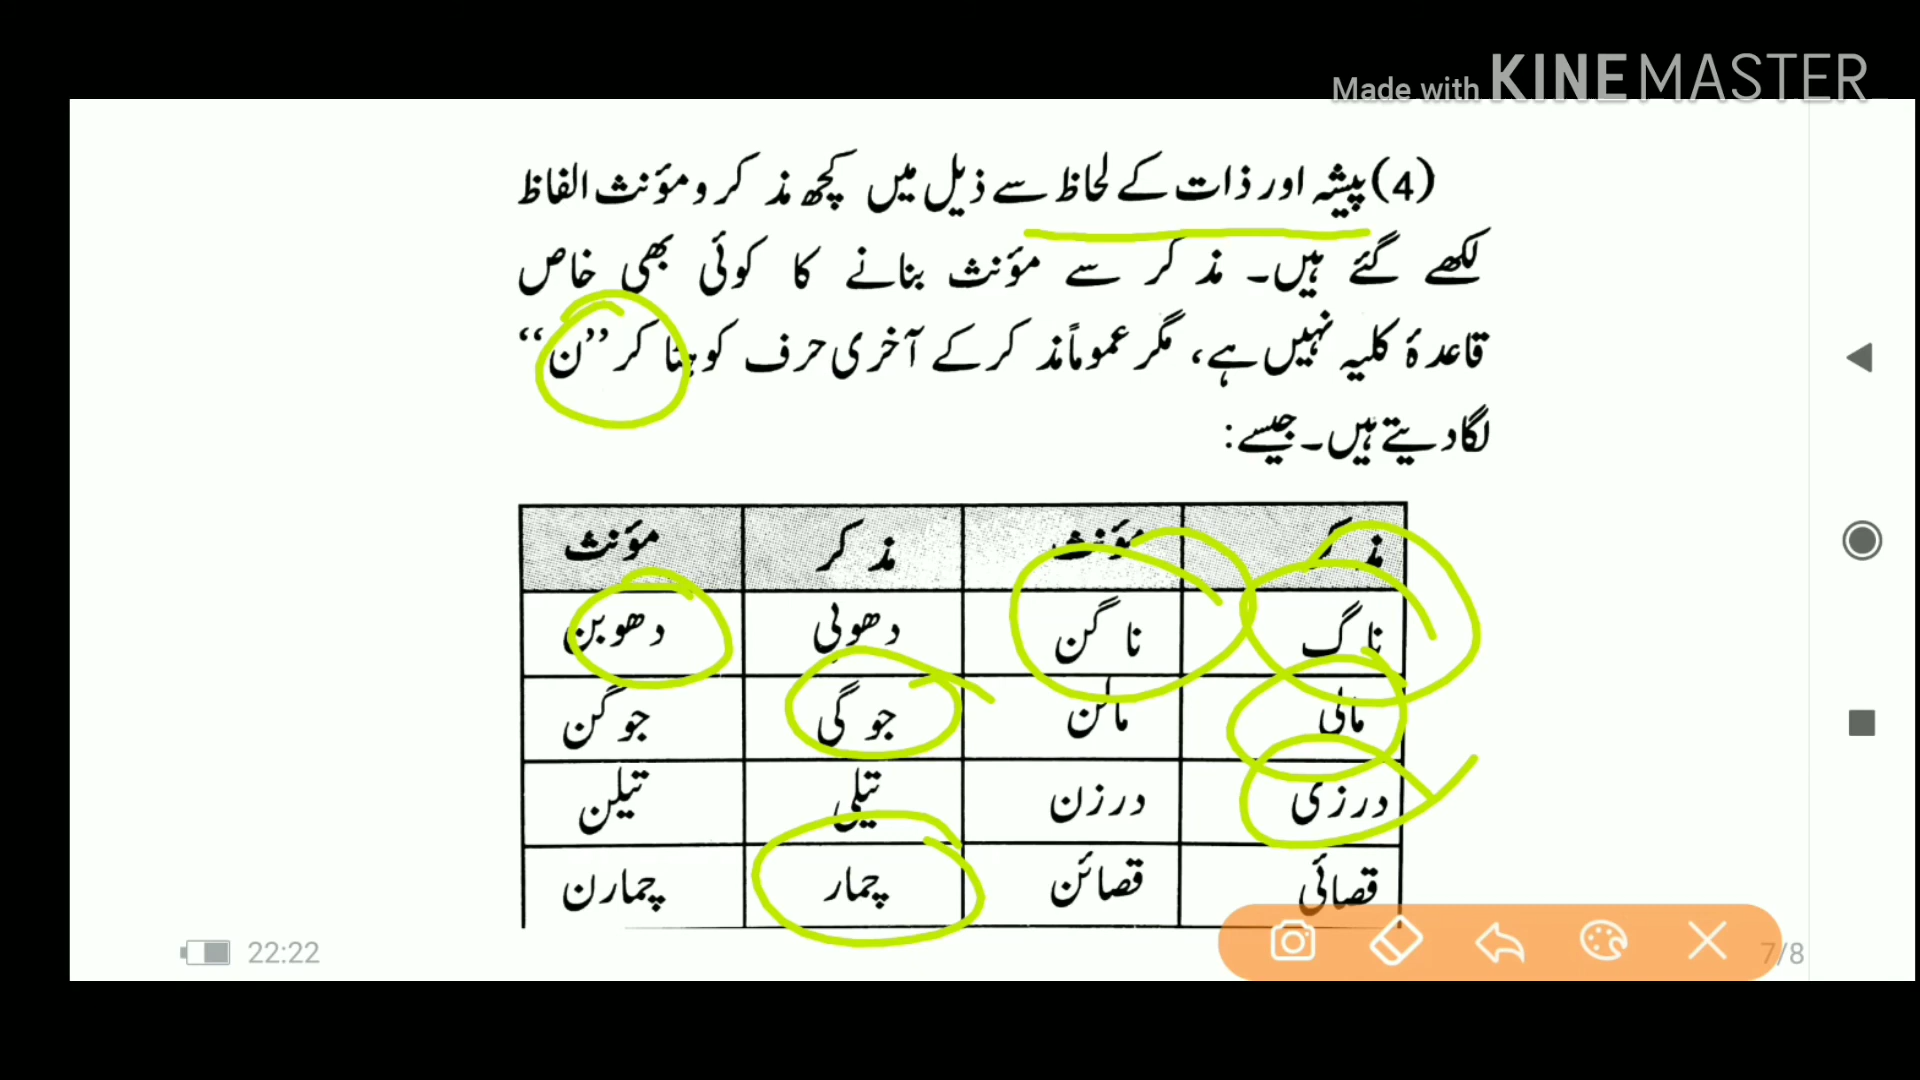 Made with KINEMASTER
(4) پیشہ اور ذات کے لحاظ سے ذیل میں کچھ مذکر و مؤنث الفاظ
لکھے گئے ہیں۔ مذکر سے مؤنث بنانے کا کوئی بھی خاص
قاعدۂ کلیہ نہیں ہے، مگر عموماً مذکر کے آخری حرف کو ہٹا کر ’’ن‘‘
لگا دیتے ہیں۔ جیسے:
مذکر مؤنث مذکر مؤنث
ناگ ناگن دھوبی دھوبن
مالی مالن جوگی جوگن
درزی درزن تیلی تیلن
قصائی قصائن چمار چمارن
22:22
7/8